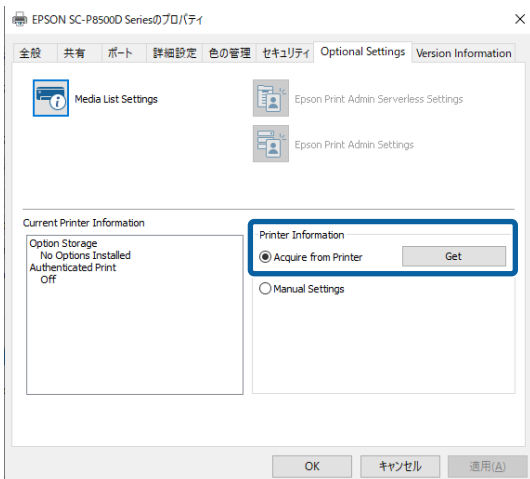 EPSON SC-P8500D Seriesのプロパティ
全般 共有 ポート 詳細設定 色の管理 セキュリティ Optional Settings Version Information
Media List Settings
Epson Print Admin Serverless Settings
Epson Print Admin Settings
Current Printer Information
Option Storage
No Options Installed
Authenticated Print
Off
Printer Information
Acquire from Printer Get
Manual Settings
OK キャンセル 適用(A)